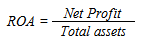 ROA = Net Profit
Total assets